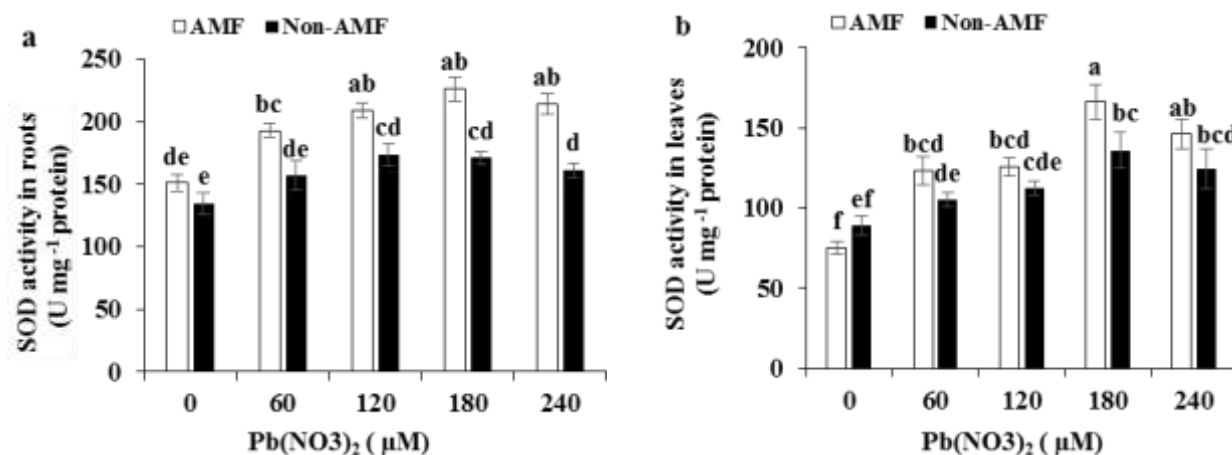 a
AMF Non-AMF
SOD activity in roots
(U mg -1 protein)
250
200
150
100
50
0
de e bc de ab cd ab cd ab d
0 60 120 180 240
Pb(NO3)2 ( µM)
b
AMF Non-AMF
SOD activity in leaves
(U mg -1 protein)
200
150
100
50
0
f ef bcd de bcd cde a bc ab bcd
0 60 120 180 240
Pb(NO3)2 ( µM)